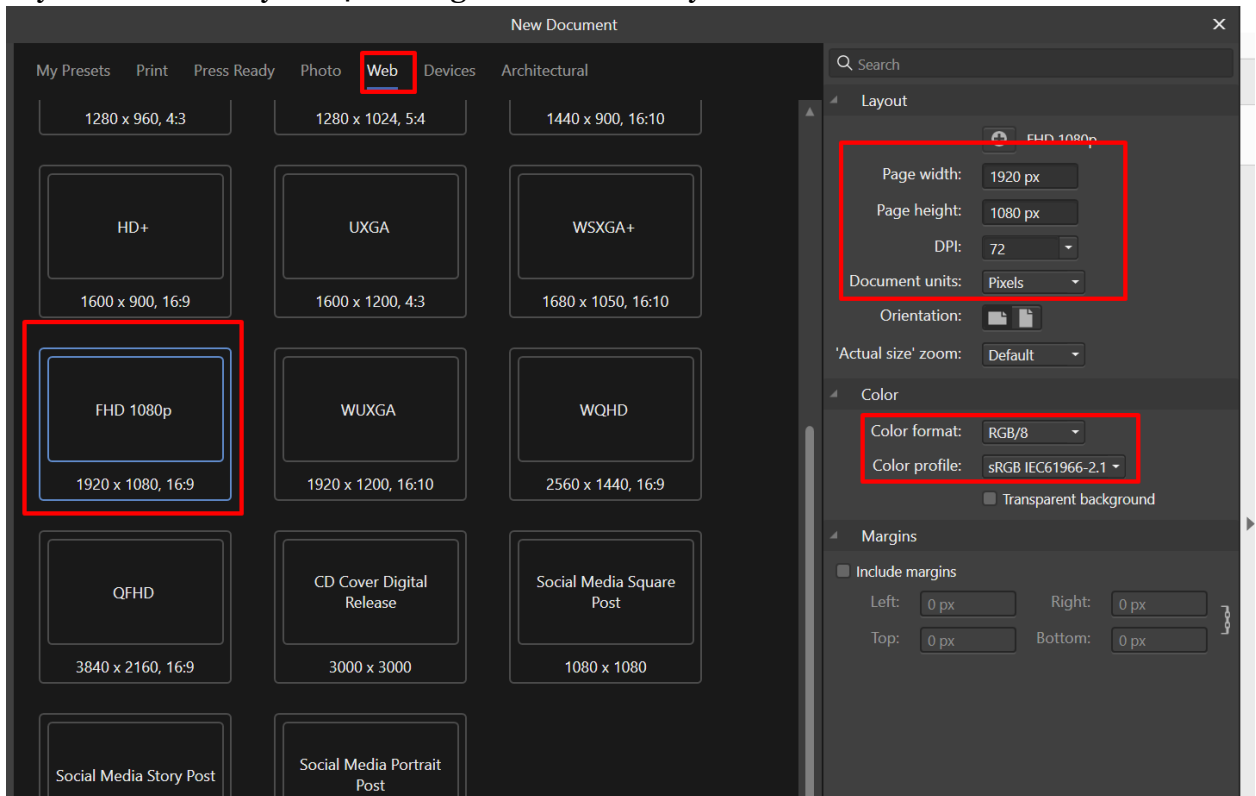 New Document
My Presets Print Press Ready Photo Web Devices Architectural
1280 x 960, 4:3 1280 x 1024, 5:4 1440 x 900, 16:10
HD+ UXGA WSXGA+
1600 x 900, 16:9 1600 x 1200, 4:3 1680 x 1050, 16:10
FHD 1080p WUXGA WQHD
1920 x 1080, 16:9 1920 x 1200, 16:10 2560 x 1440, 16:9
QFHD CD Cover Digital Release Social Media Square Post
3840 x 2160, 16:9 3000 x 3000 1080 x 1080
Social Media Story Post Social Media Portrait Post
Search
Layout
FHD 1080p
Page width: 1920 px
Page height: 1080 px
DPI: 72
Document units: Pixels
Orientation:
'Actual size' zoom: Default
Color
Color format: RGB/8
Color profile: sRGB IEC61966-2.1
Transparent background
Margins
Include margins
Left: 0 px Right: 0 px
Top: 0 px Bottom: 0 px